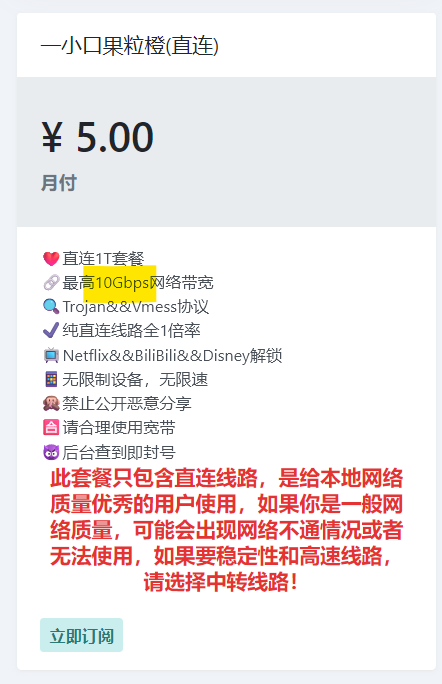 一小口果粒橙(直连)
¥ 5.00
月付
直连1T套餐
最高10Gbps网络带宽
Trojan&&Vmess协议
纯直连线路全1倍率
Netflix&&BiliBili&&Disney解锁
无限制设备，无限速
禁止公开恶意分享
请合理使用宽带
后台查到即封号
此套餐只包含直连线路，是给本地网络
质量优秀的用户使用，如果你是一般网
络质量，可能会出现网络不通情况或者
无法使用，如果要稳定性和高速线路，
请选择中转线路！
立即订阅